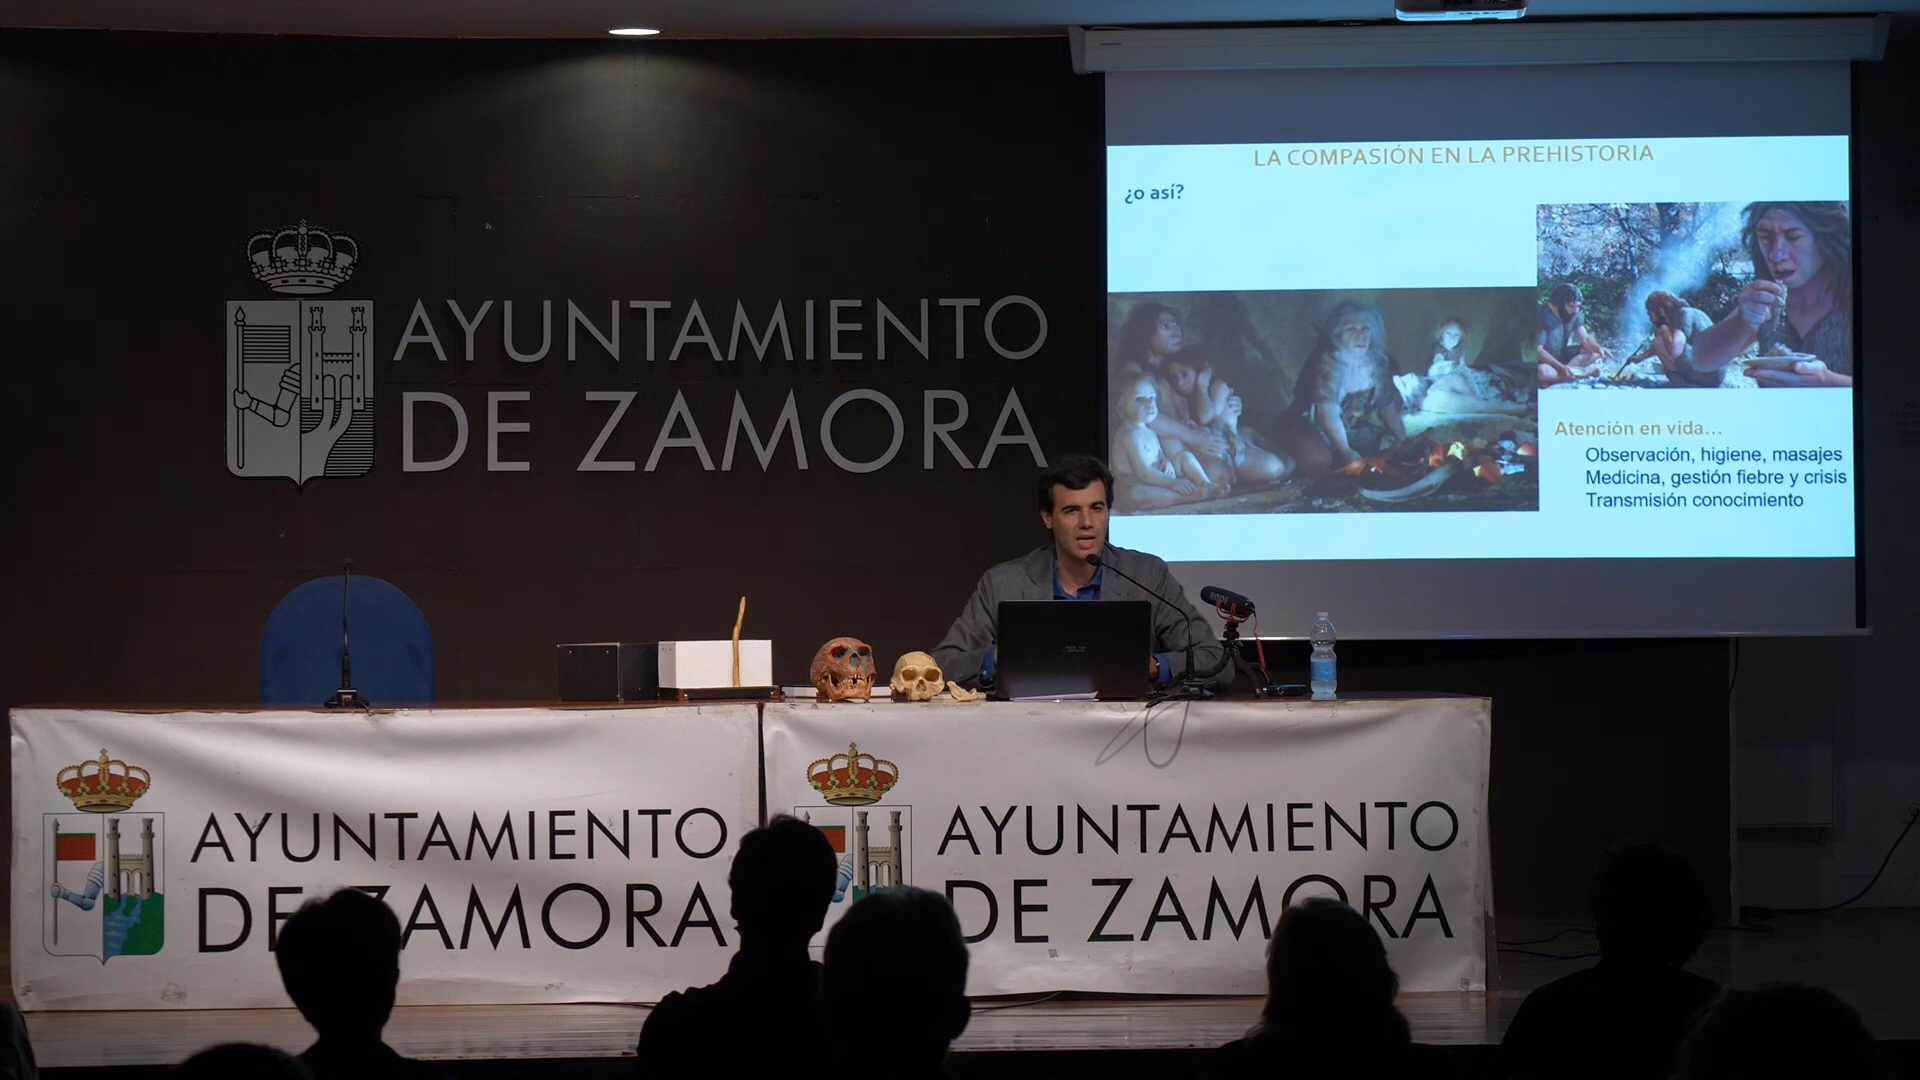 AYUNTAMIENTO
DE ZAMORA
LA COMPASIÓN EN LA PREHISTORIA
¿o así?
Atención en vida...
Observación, higiene, masajes
Medicina, gestión fiebre y crisis
Transmisión conocimiento
RODE
AYUNTAMIENTO
DE ZAMORA
AYUNTAMIENTO
DE ZAMORA